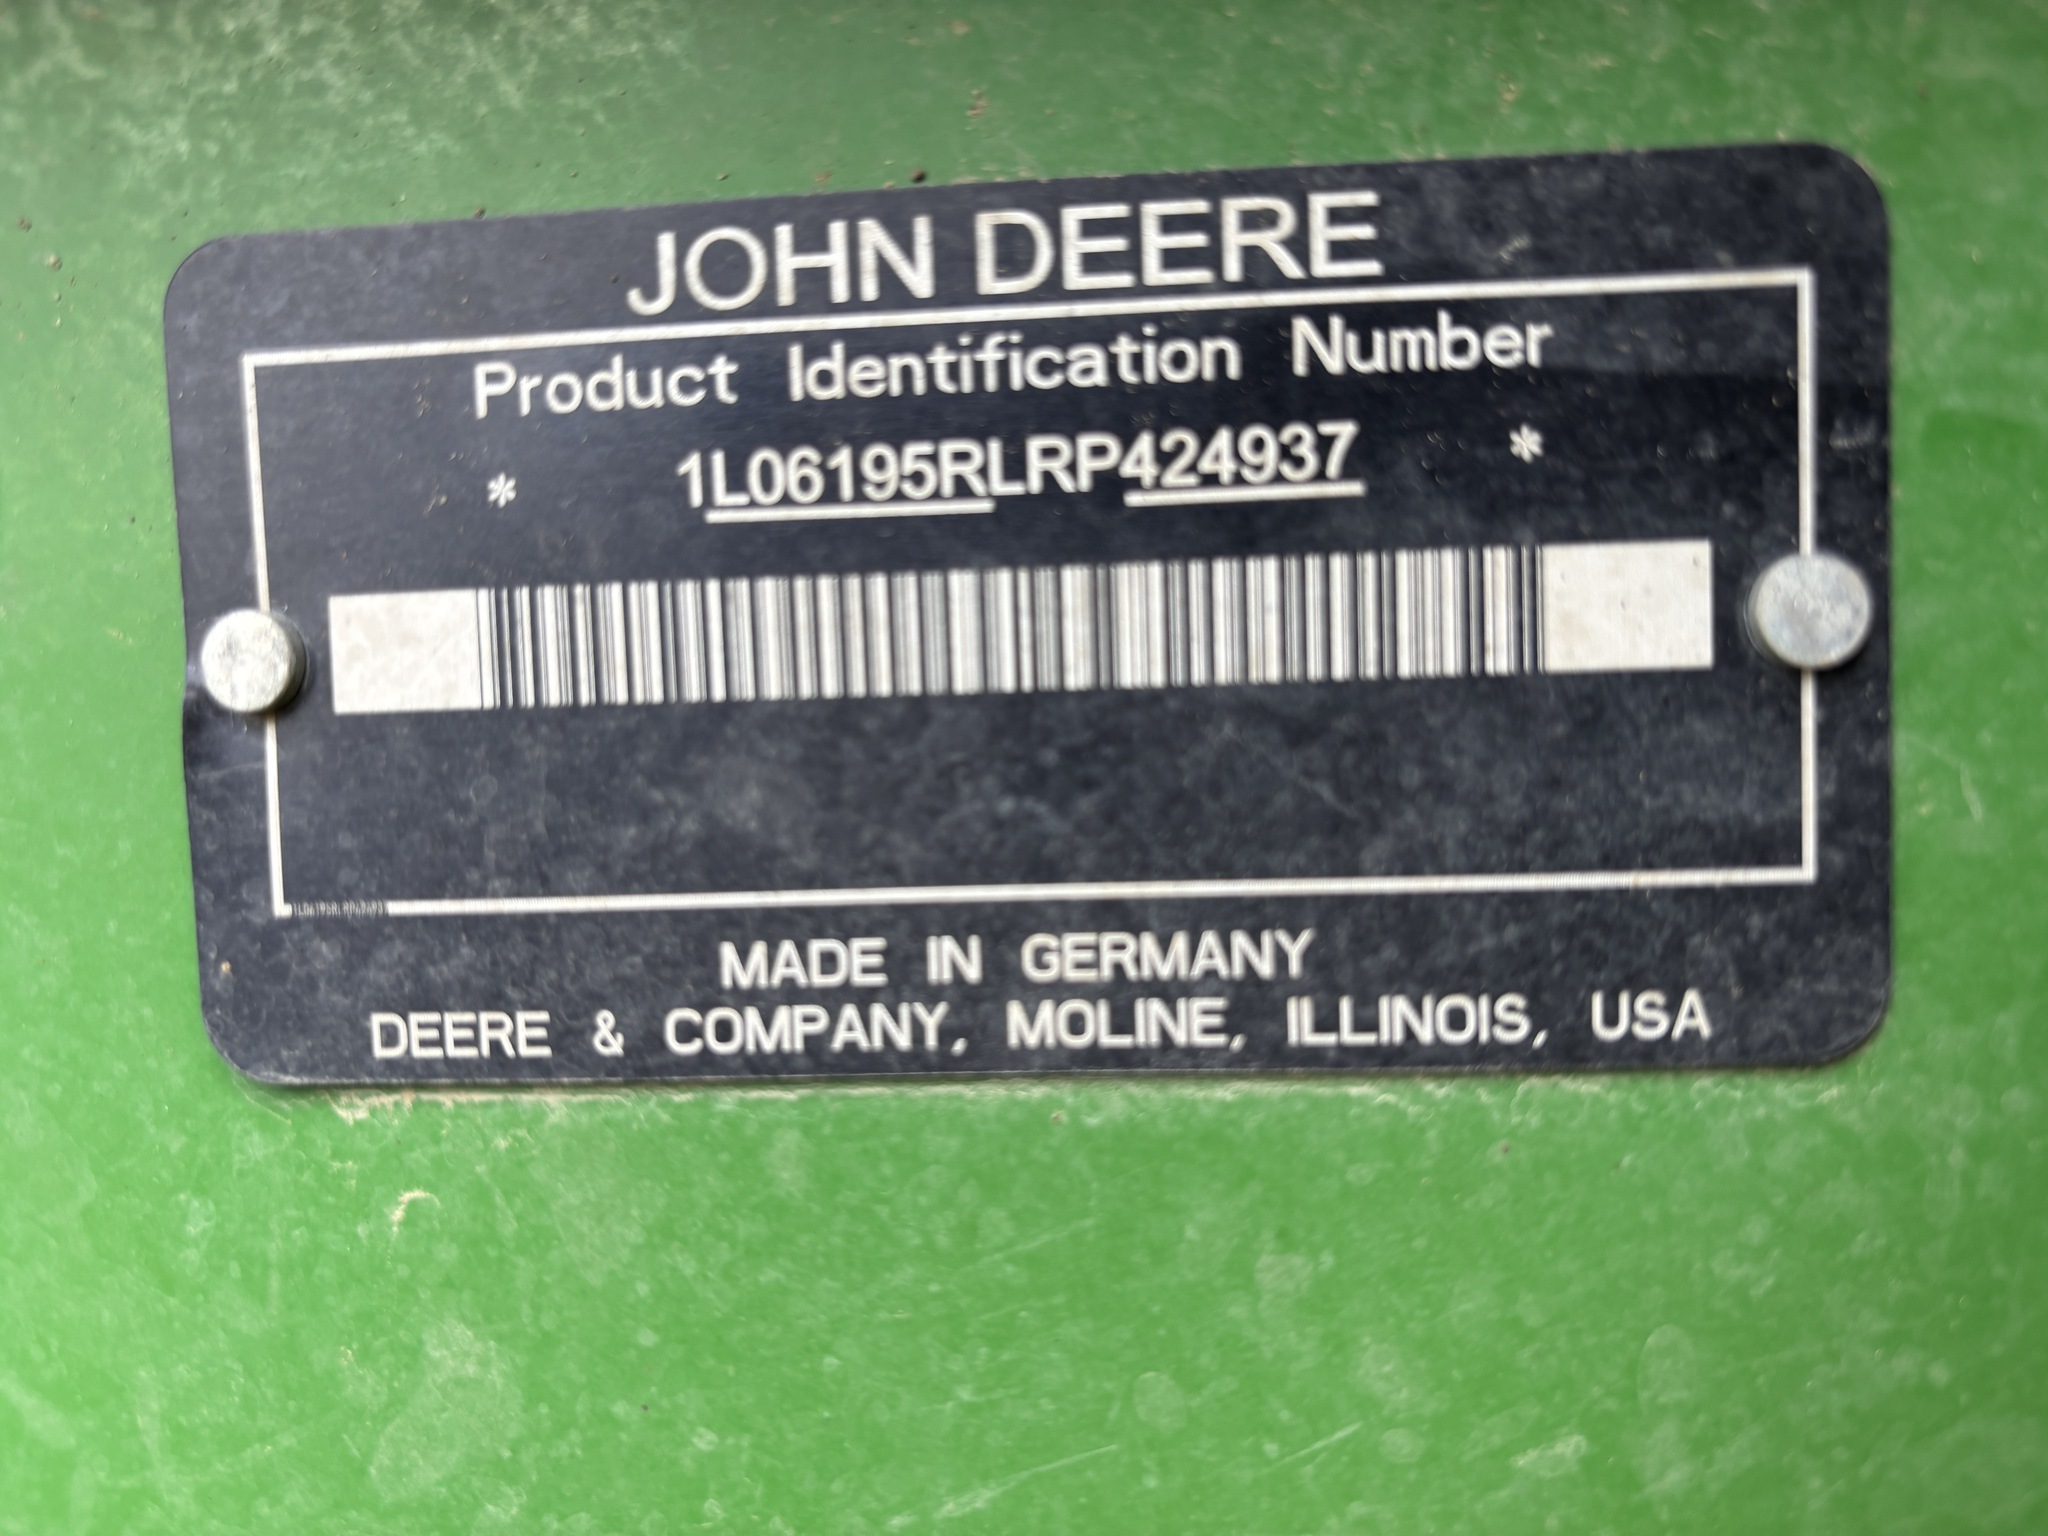 JOHN DEERE
Product Identification Number
* 1L06195RLRP424937 *
MADE IN GERMANY
DEERE & COMPANY, MOLINE, ILLINOIS, USA